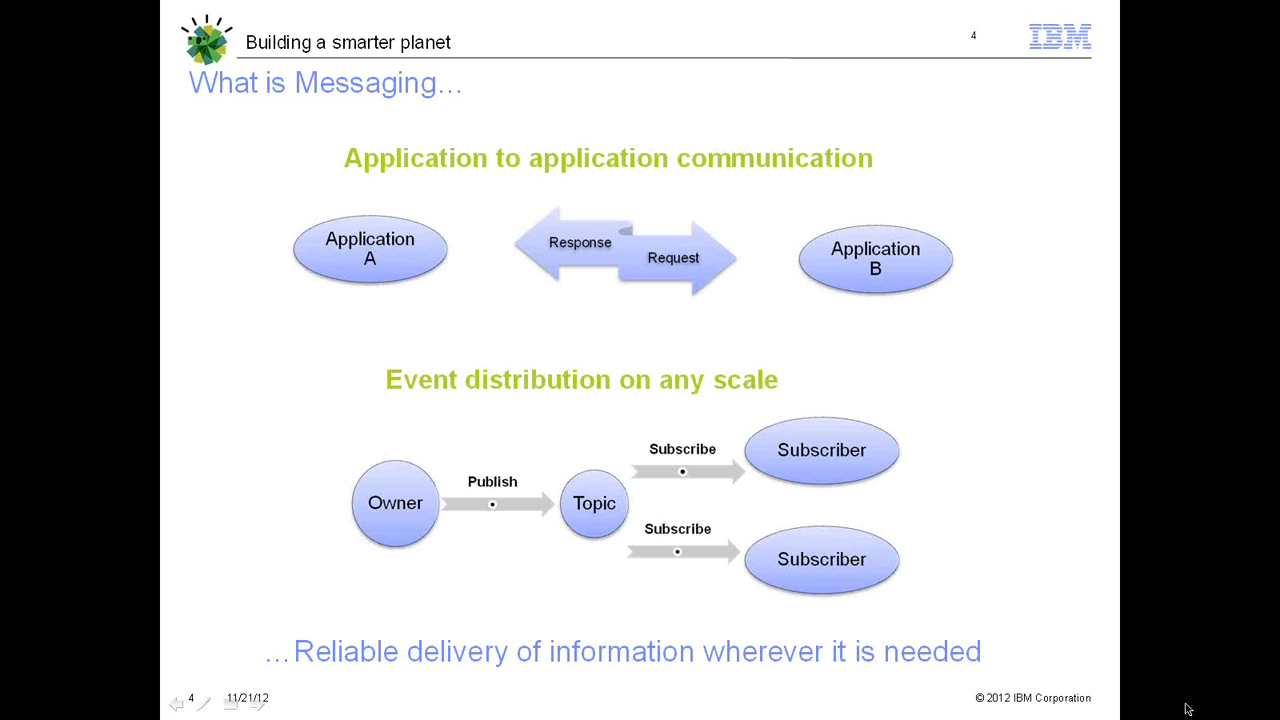 Building a
planet
4
IBM
What is Messaging...
Application to application communication
Application
A
Response
Request
Application
B
Event distribution on any scale
Owner
Publish
Topic
Subscribe
Subscriber
Subscribe
Subscriber
...Reliable delivery of information wherever it is needed
4
11/21/12
© 2012 IBM Corporation